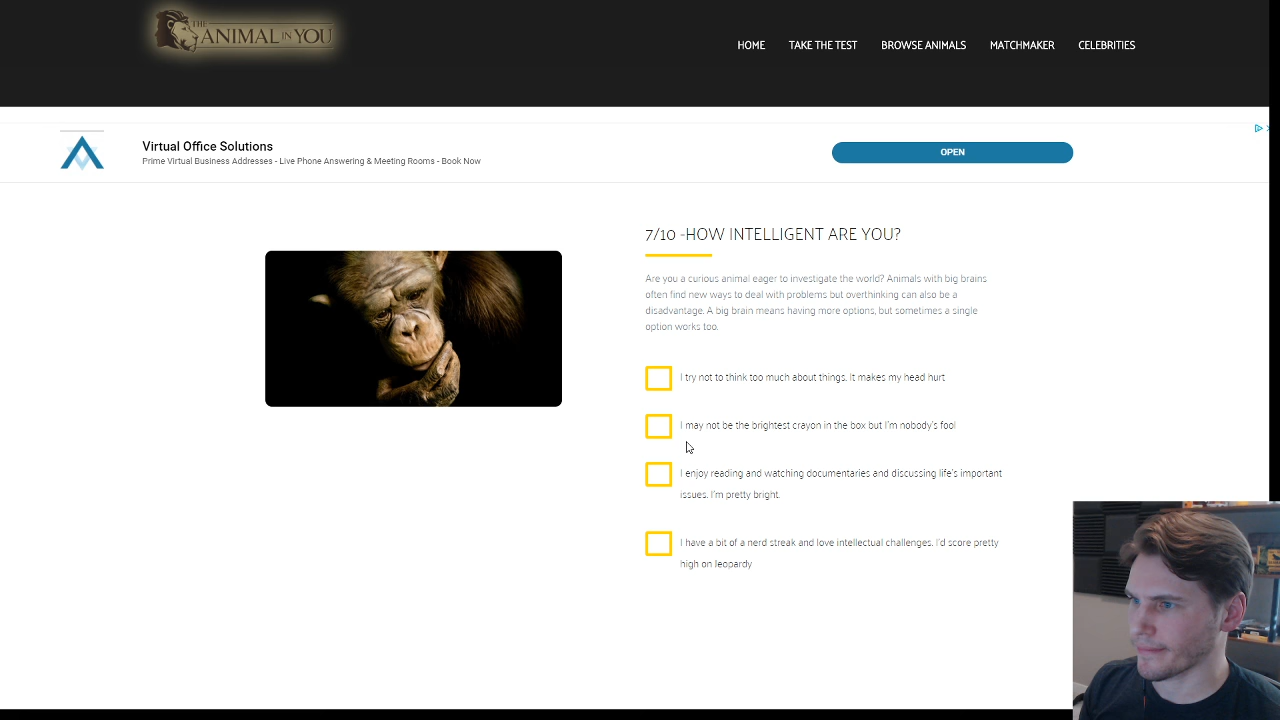 THE
ANIMAL IN YOU
HOME
TAKE THE TEST
BROWSE ANIMALS
MATCHMAKER
CELEBRITIES
Virtual Office Solutions
Prime Virtual Business Addresses - Live Phone Answering & Meeting Rooms - Book Now
OPEN
7/10 -HOW INTELLIGENT ARE YOU?
Are you a curious animal eager to investigate the world? Animals with big brains
often find new ways to deal with problems but overthinking can also be a
disadvantage. A big brain means having more options, but sometimes a single
option works too.
I try not to think too much about things. It makes my head hurt
I may not be the brightest crayon in the box but I'm nobody's fool
I enjoy reading and watching documentaries and discussing life's important
issues. I'm pretty bright.
I have a bit of a nerd streak and love intellectual challenges. I'd score pretty
high on Jeopardy